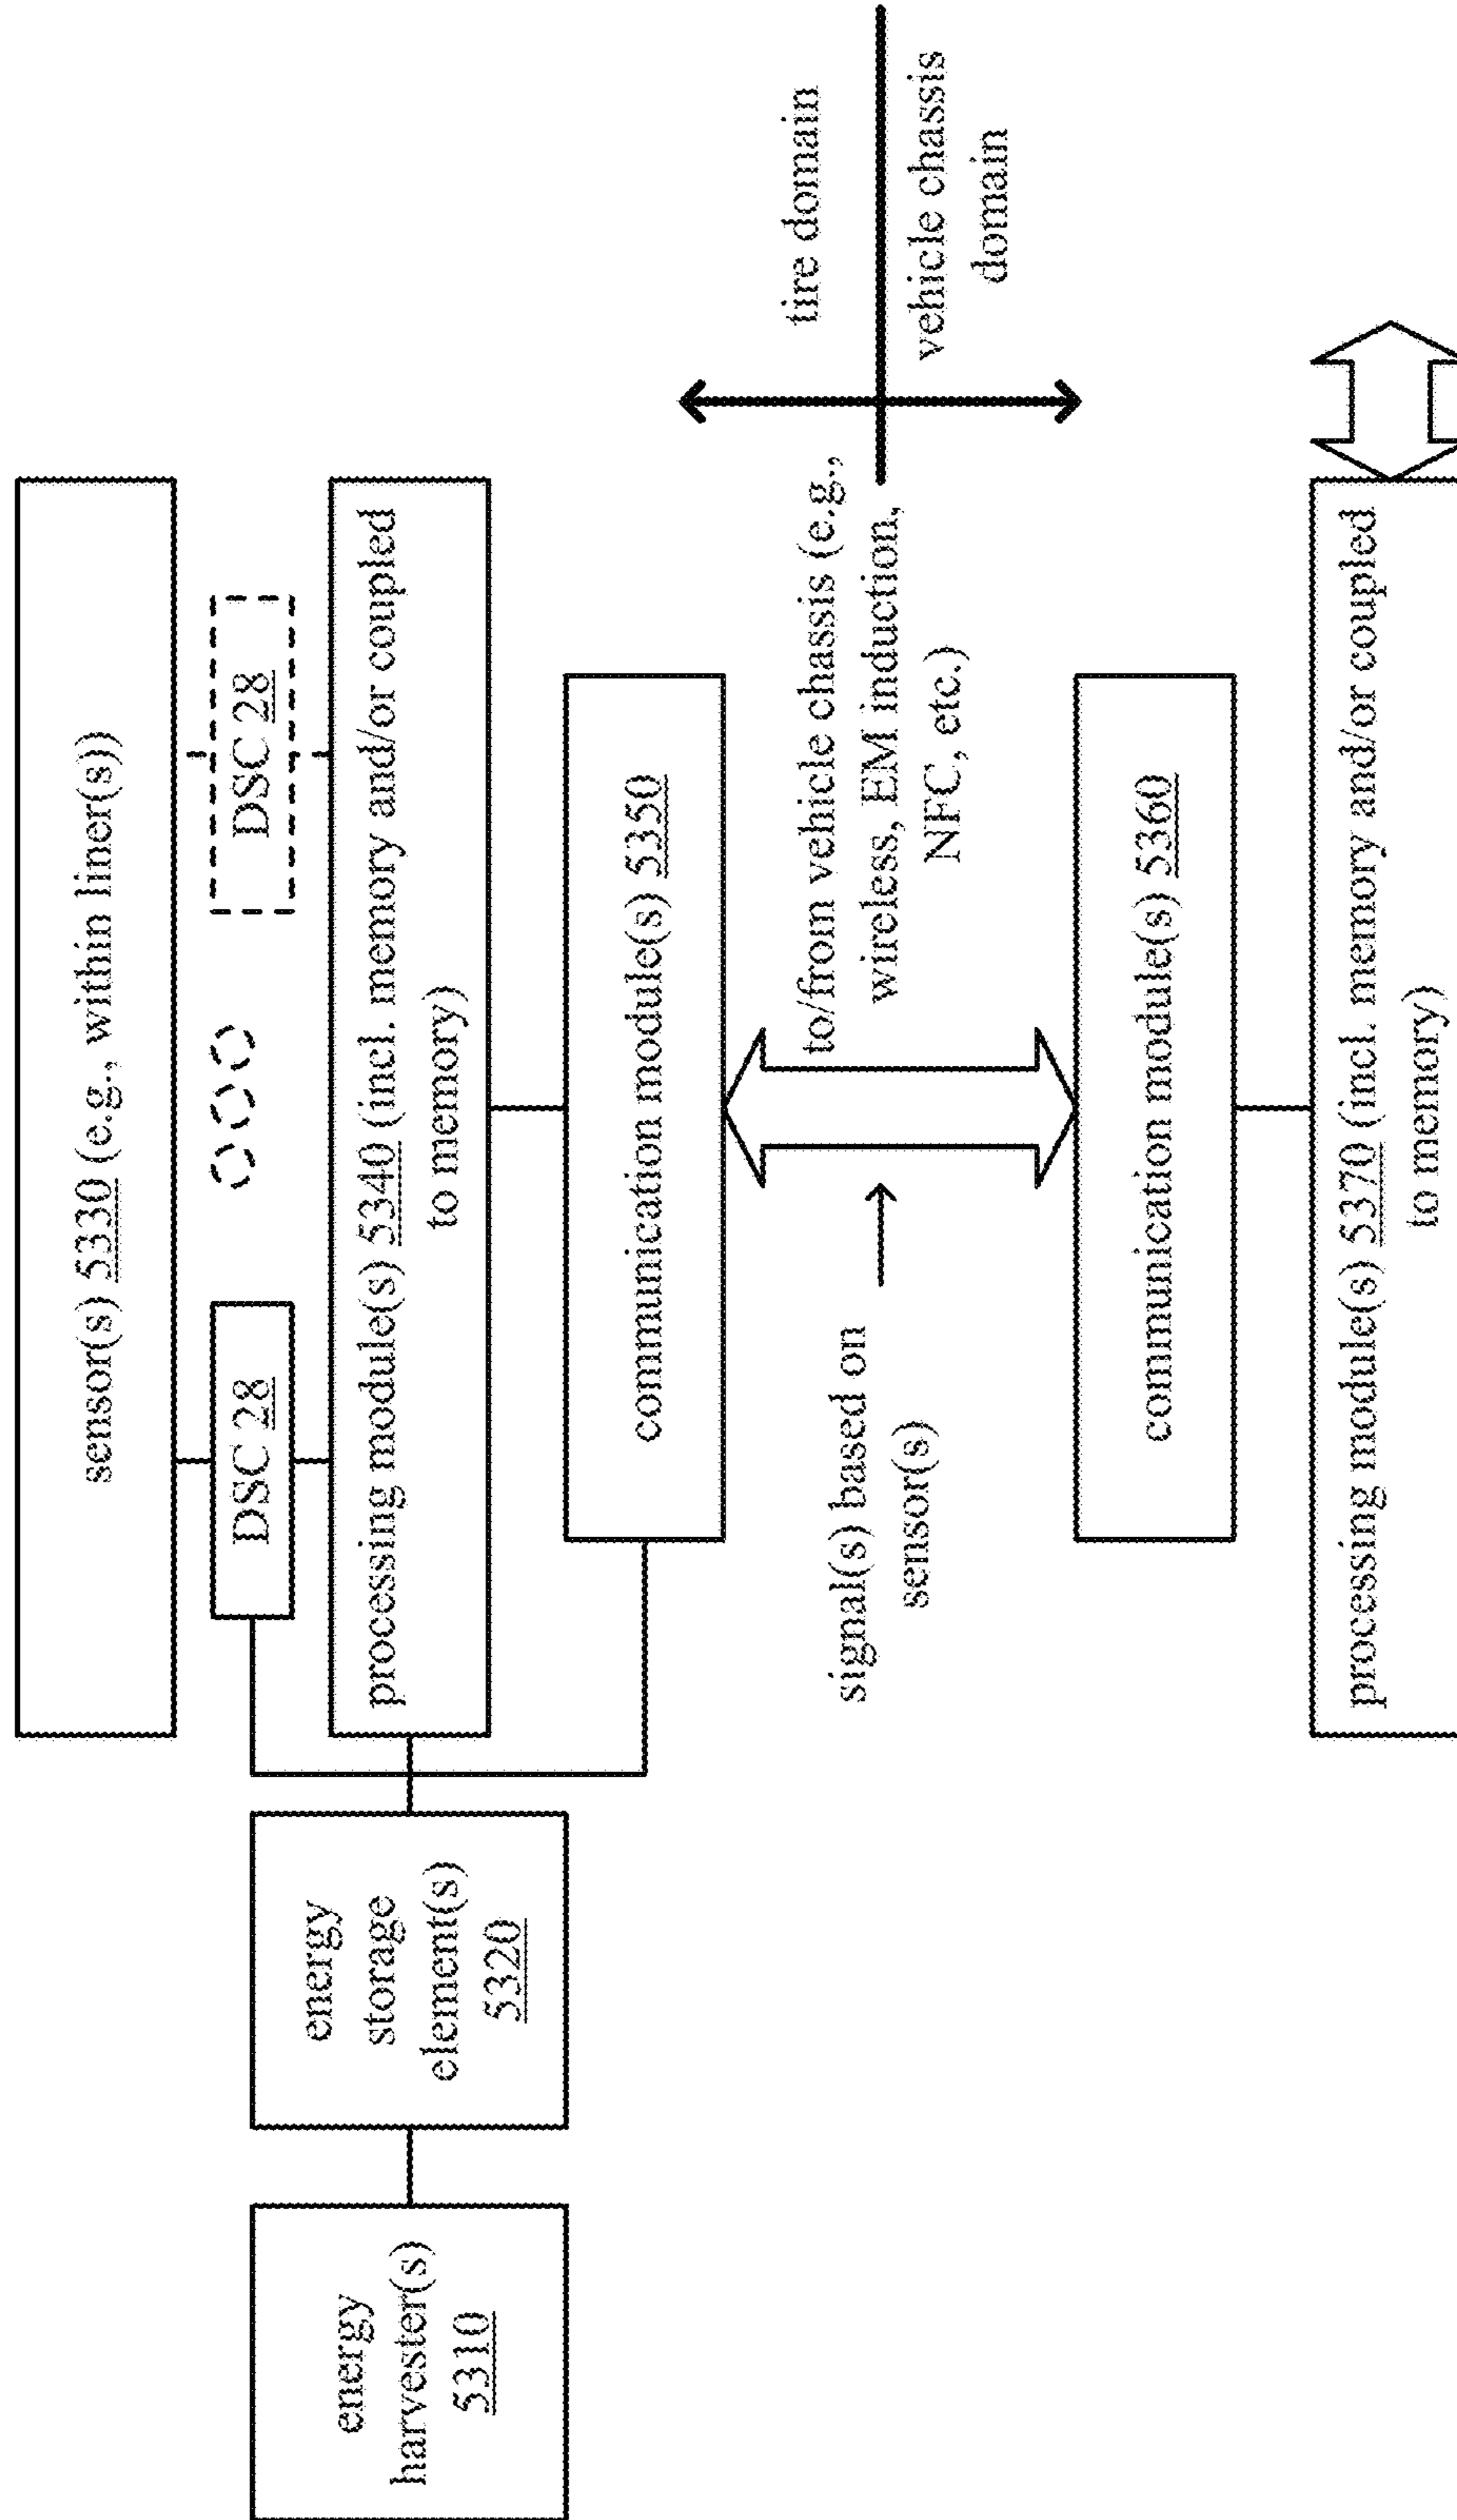 sensor(s) 5330 (e.g., within liner(s))
DSC 28
DSC 28
processing module(s) 5340 (incl. memory and/or coupled
to memory)
energy
harvester(s)
5310
energy
storage
element(s)
5320
communication module(s) 5350
signal(s) based on
sensor(s)
to/from vehicle chassis (e.g.,
wireless, EM induction,
NFC, etc.)
tire domain
vehicle chassis
domain
communication module(s) 5360
processing module(s) 5370 (incl. memory and/or coupled
to memory)